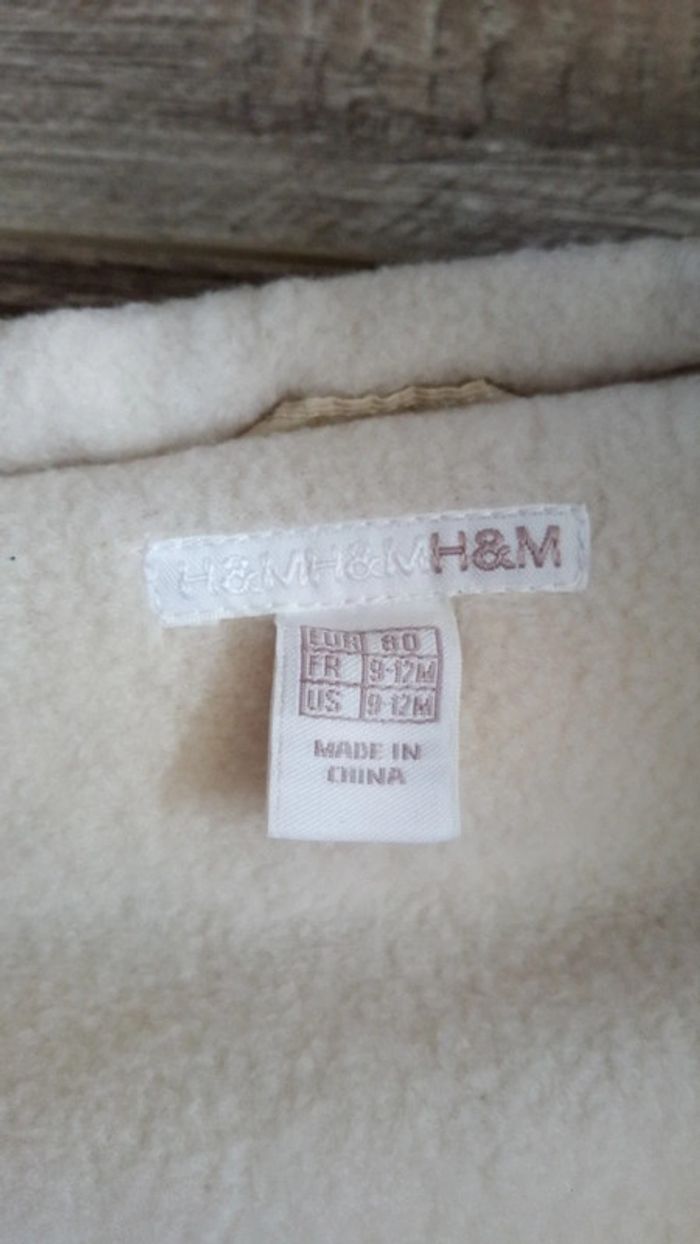 H&MH&MH&M
EUR 80
FR 9-12M
US 9-12M
MADE IN
CHINA